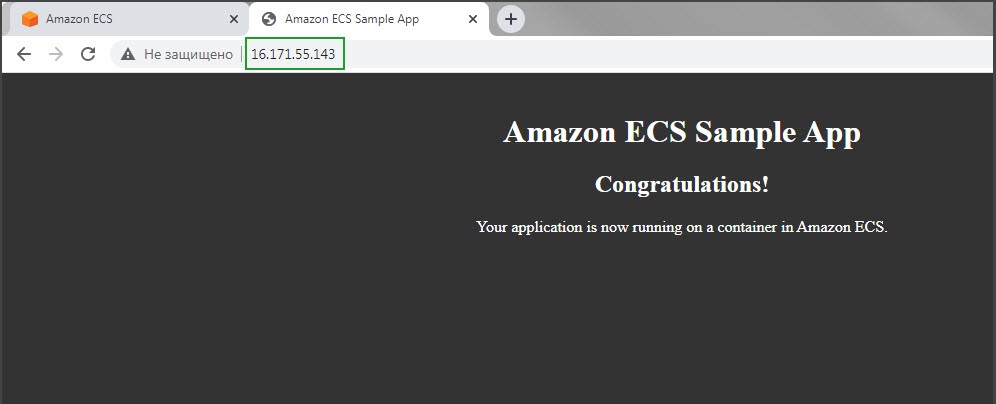 Amazon ECS
Amazon ECS Sample App
Не защищено
16.171.55.143
Amazon ECS Sample App
Congratulations!
Your application is now running on a container in Amazon ECS.